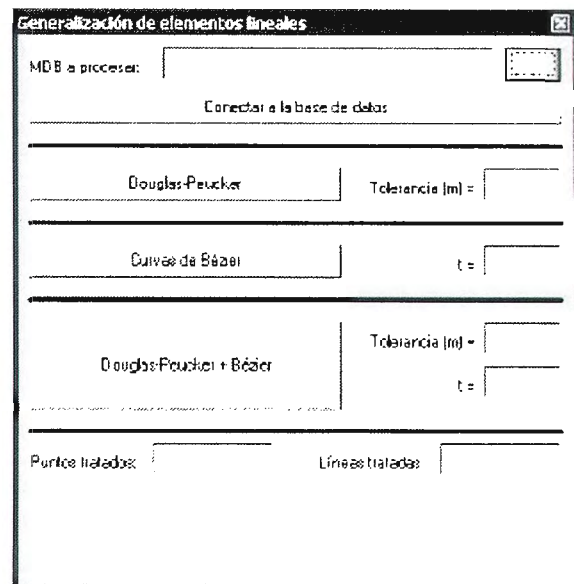 Generalización de elementos lineales
MDB a procesar:
Conectar a la base de datos
Douglas-Peucker Tolerancia (m) =
Curvas de Bézier t =
Douglas-Peucker + Bézier Tolerancia (m) =
t =
Puntos tratados: Líneas tratadas: